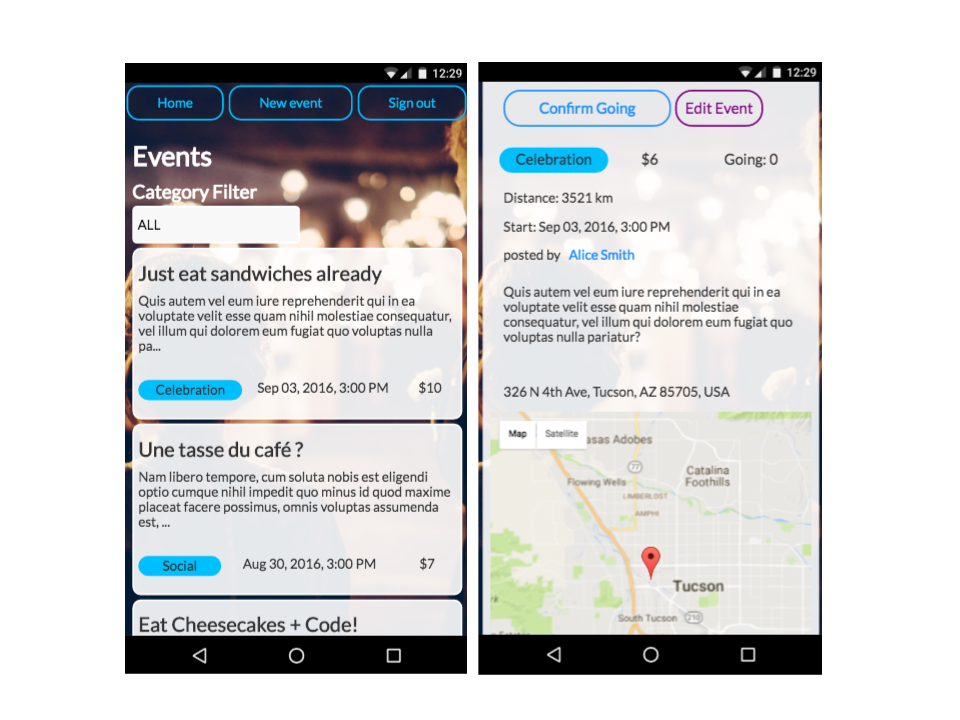 12:29
Home New event Sign out
Events
Category Filter
ALL
Just eat sandwiches already
Quis autem vel eum iure reprehenderit qui in ea
voluptate velit esse quam nihil molestiae consequatur,
vel illum qui dolorem eum fugiat quo voluptas nulla
pa...
Celebration Sep 03, 2016, 3:00 PM $10
Une tasse du café ?
Nam libero tempore, cum soluta nobis est eligendi
optio cumque nihil impedit quo minus id quod maxime
placeat facere possimus, omnis voluptas assumenda
est, ...
Social Aug 30, 2016, 3:00 PM $7
Eat Cheesecakes + Code!
12:29
Confirm Going Edit Event
Celebration $6 Going: 0
Distance: 3521 km
Start: Sep 03, 2016, 3:00 PM
posted by Alice Smith
Quis autem vel eum iure reprehenderit qui in ea
voluptate velit esse quam nihil molestiae
consequatur, vel illum qui dolorem eum fugiat quo
voluptas nulla pariatur?
326 N 4th Ave, Tucson, AZ 85705, USA
Map Satellite
asas Adobes
77
Catalina
Foothills
Flowing Wells
LIMBERLOST
AMPHI
Tucson
South Tucson
210